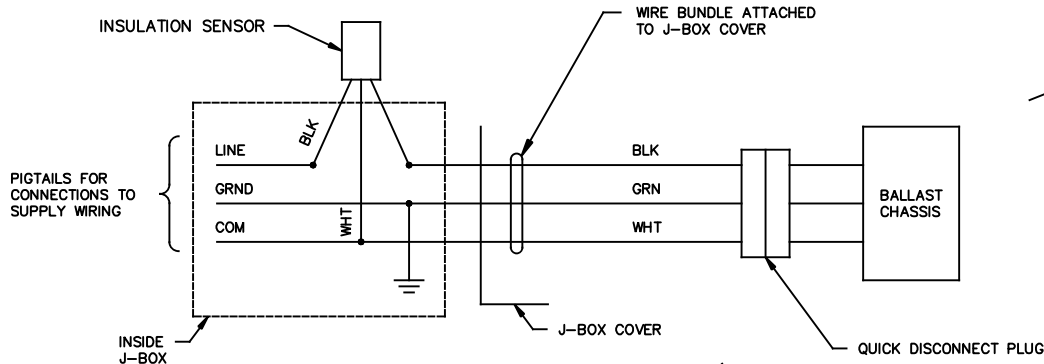 INSULATION SENSOR
WIRE BUNDLE ATTACHED
TO J-BOX COVER
BLK
LINE
BLK
PIGTAILS FOR
CONNECTIONS TO
SUPPLY WIRING
GRND
GRN
BALLAST
CHASSIS
COM
WHT
WHT
INSIDE
J-BOX
J-BOX COVER
QUICK DISCONNECT PLUG